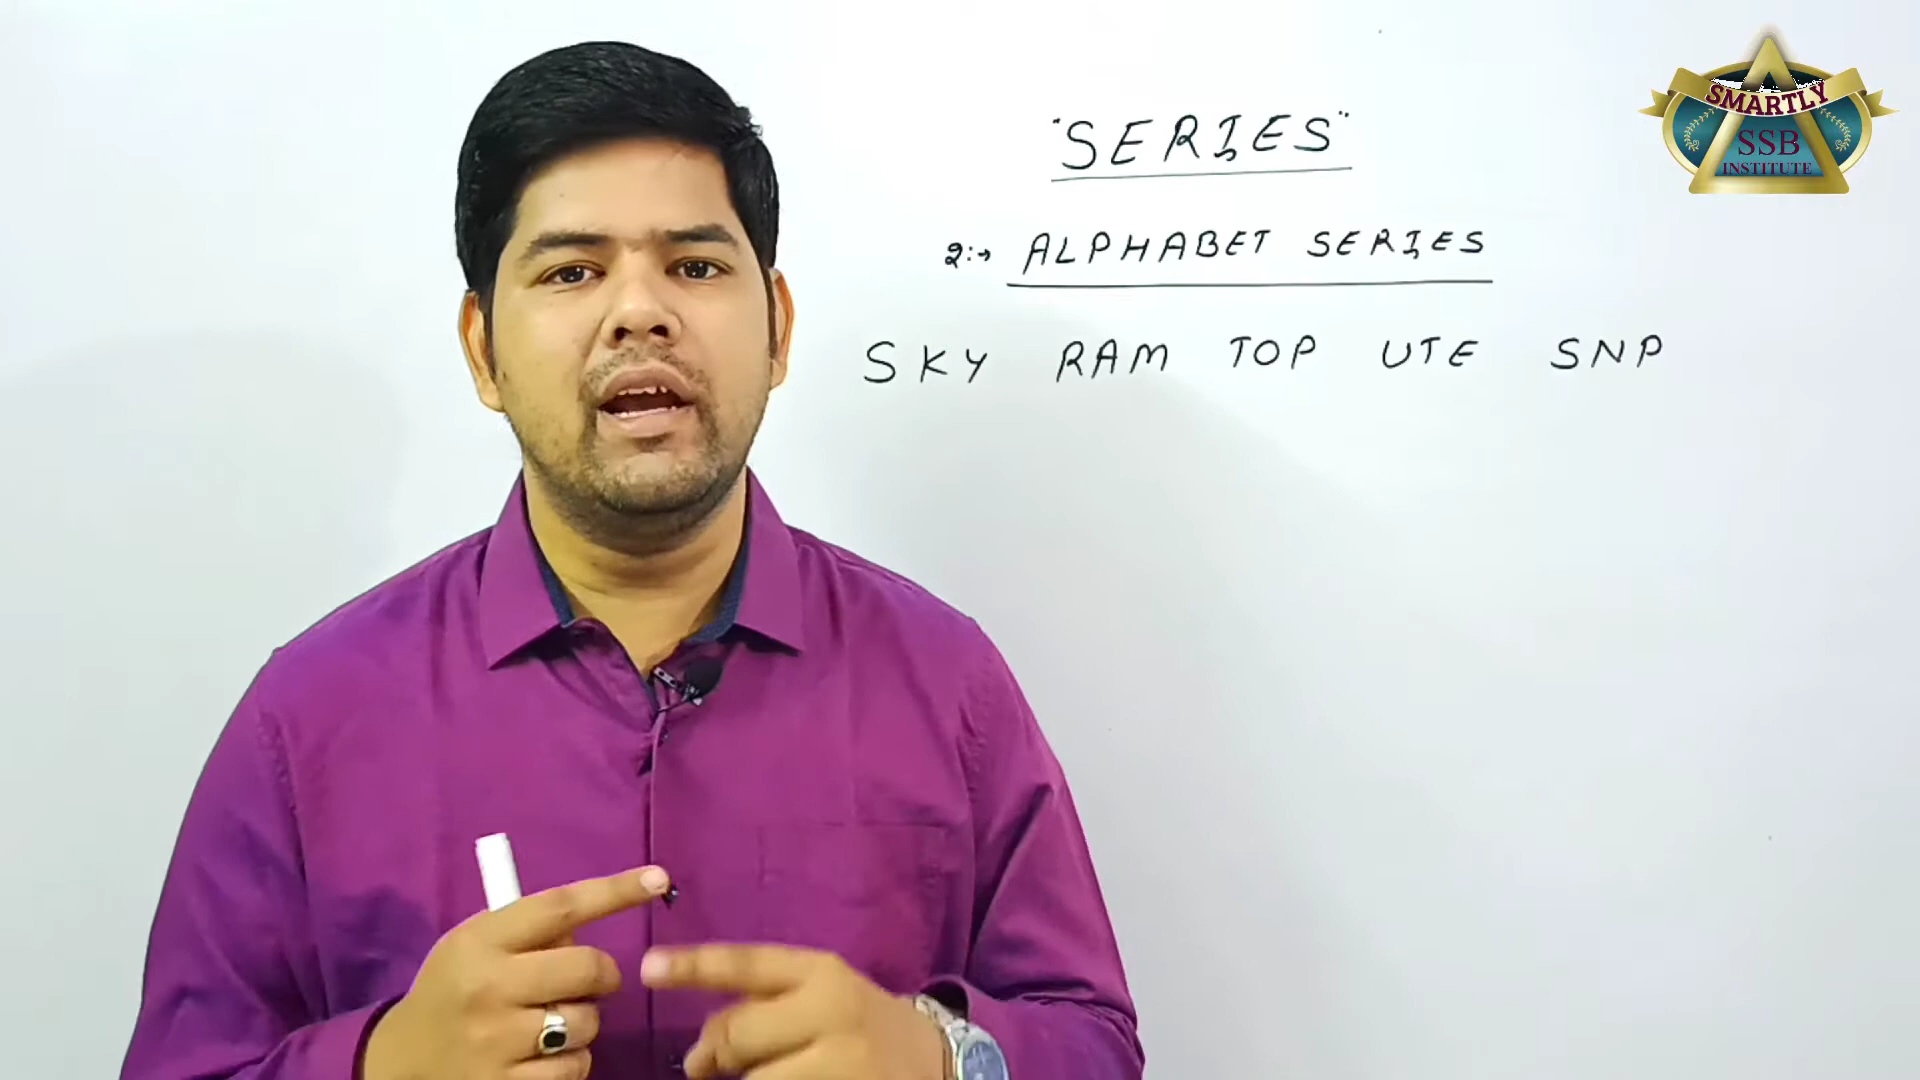 "SERIES"
2:→ ALPHABET SERIES
SKY RAM TOP UTE SNP
SMARTLY
SSB
INSTITUTE